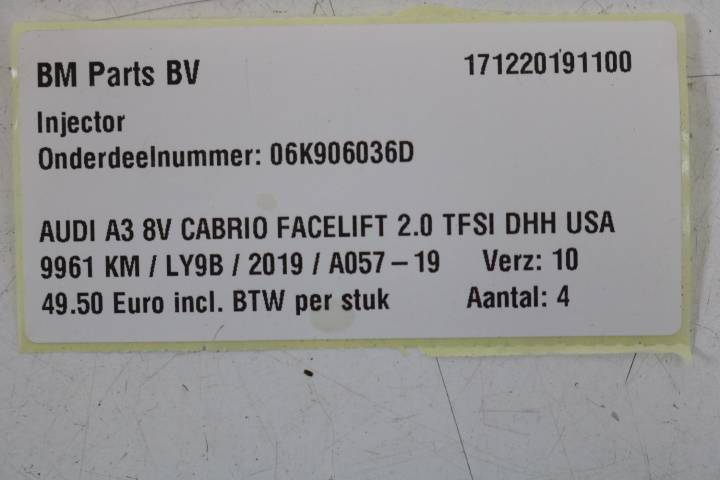 BM Parts BV 171220191100
Injector
Onderdeelnummer: 06K906036D
AUDI A3 8V CABRIO FACELIFT 2.0 TFSI DHH USA
9961 KM / LY9B / 2019 / A057-19 Verz: 10
49.50 Euro incl. BTW per stuk Aantal: 4